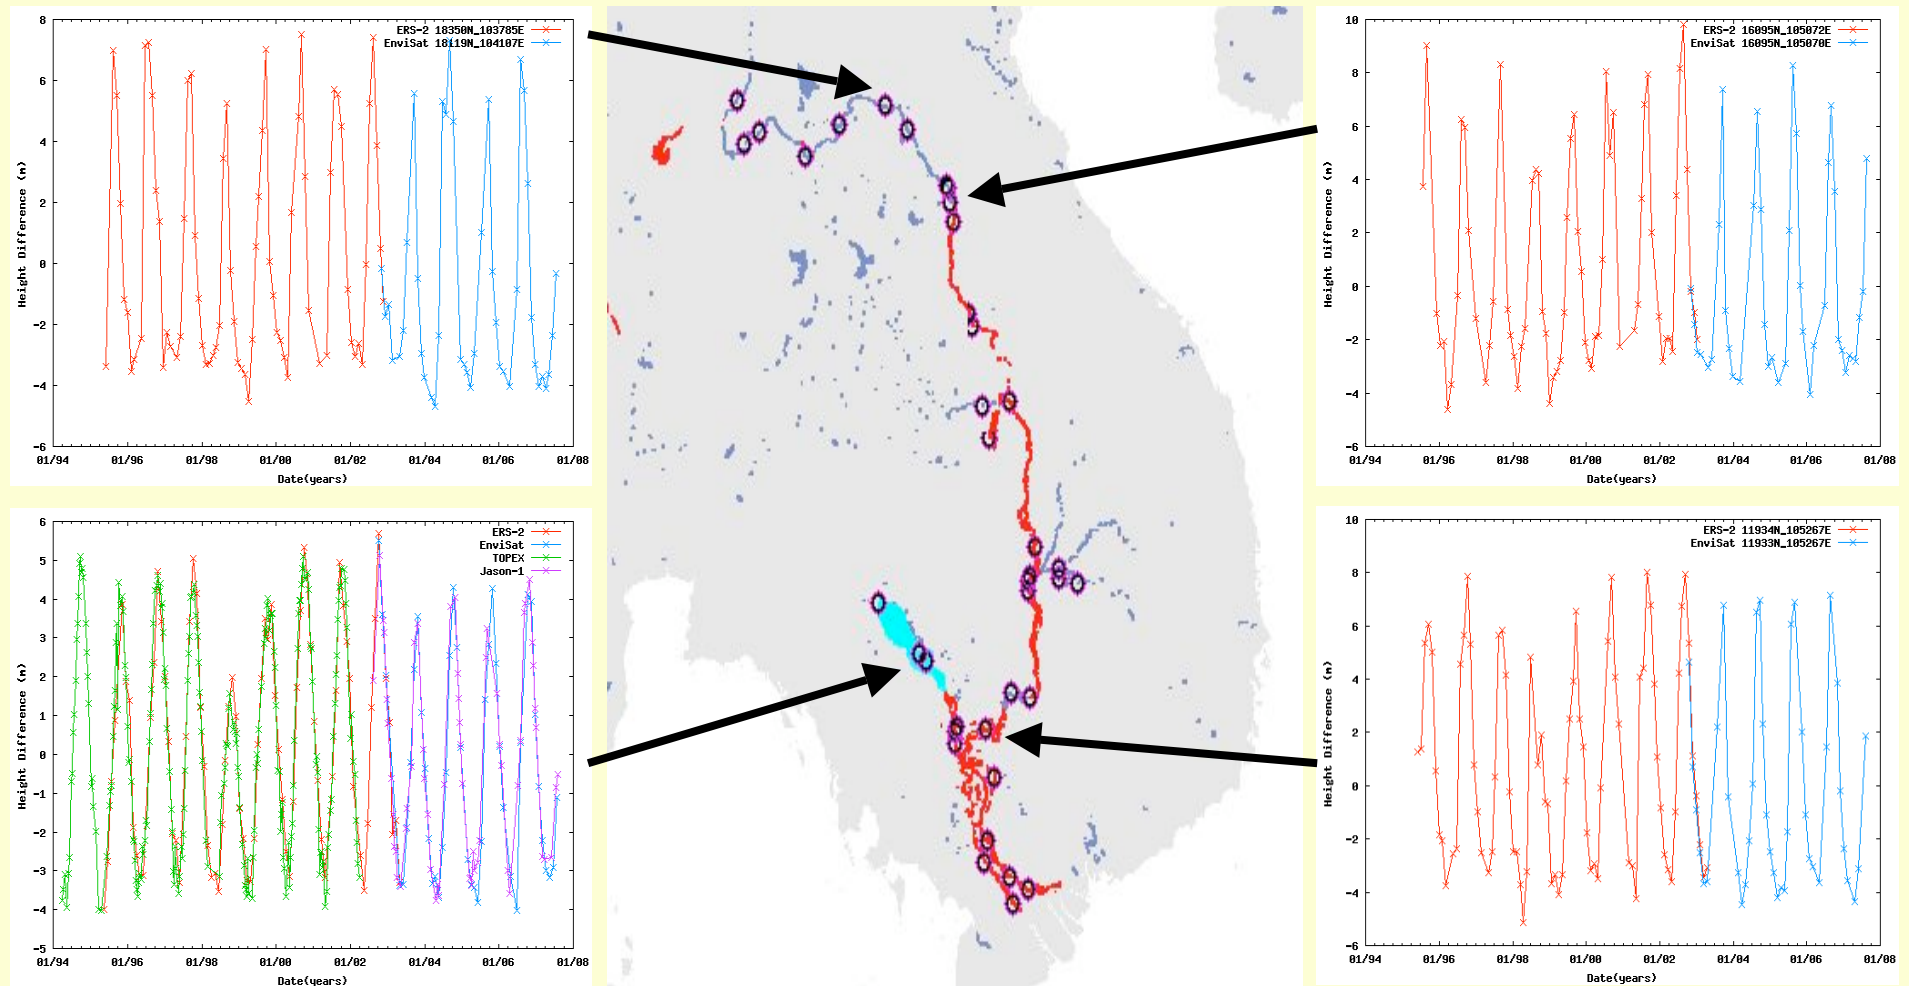 ERS-2 18350N_103785E
EnviSat 18119N_104107E
Height Difference (m)
8
6
4
2
0
-2
-4
-6
01/94 01/96 01/98 01/00 01/02 01/04 01/06 01/08
Date(years)
ERS-2 16095N_105072E
EnviSat 16095N_105070E
Height Difference (m)
10
8
6
4
2
0
-2
-4
-6
01/94 01/96 01/98 01/00 01/02 01/04 01/06 01/08
Date(years)
ERS-2
EnviSat
TOPEX
Jason-1
Height Difference (m)
6
5
4
3
2
1
0
-1
-2
-3
-4
-5
01/94 01/96 01/98 01/00 01/02 01/04 01/06 01/08
Date(years)
ERS-2 11934N_105267E
EnviSat 11933N_105267E
Height Difference (m)
10
8
6
4
2
0
-2
-4
-6
01/94 01/96 01/98 01/00 01/02 01/04 01/06 01/08
Date(years)